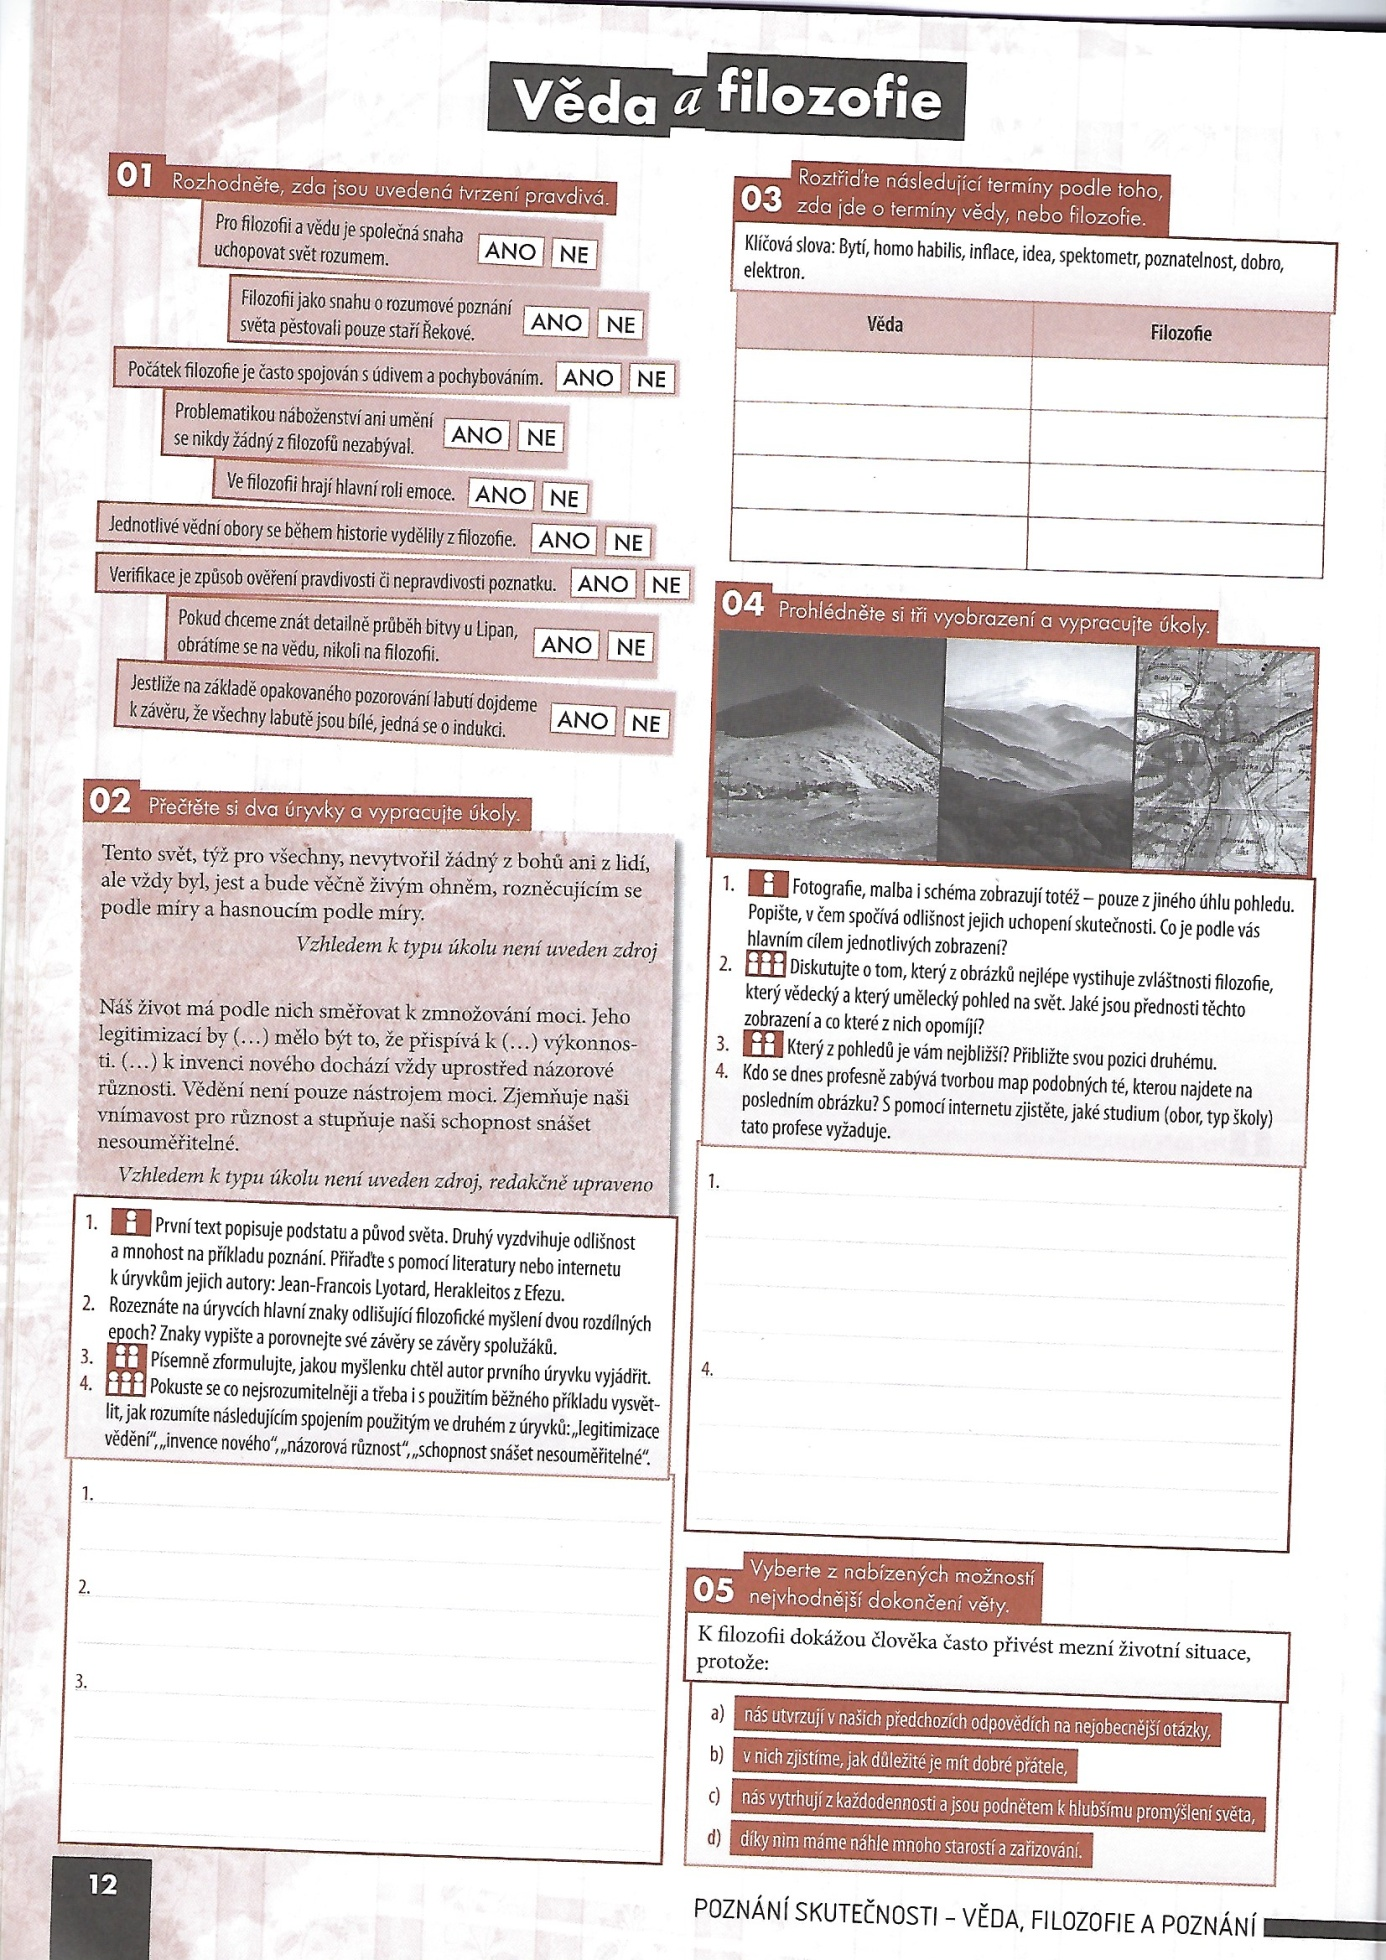 Věda a filozofie
01 Rozhodněte, zda jsou uvedená tvrzení pravdivá.
Pro filozofii a vědu je společná snaha
uchopovat svět rozumem. ANO NE
Filozofii jako snahu o rozumové poznání
světa pěstovali pouze staří Řekové. ANO NE
Počátek filozofie je často spojován s údivem a pochybováním. ANO NE
Problematikou náboženství ani umění
se nikdy žádný z filozofů nezabýval. ANO NE
Ve filozofii hrají hlavní roli emoce. ANO NE
Jednotlivé vědní obory se během historie vydělily z filozofie. ANO NE
Verifikace je způsob ověření pravdivosti či nepravdivosti poznatku. ANO NE
Pokud chceme znát detailně průběh bitvy u Lipan,
obrátíme se na vědu, nikoli na filozofii. ANO NE
Jestliže na základě opakovaného pozorování labutí dojdeme
k závěru, že všechny labutě jsou bílé, jedná se o indukci. ANO NE
02 Přečtěte si dva úryvky a vypracujte úkoly.
Tento svět, týž pro všechny, nevytvořil žádný z bohů ani z lidí,
ale vždy byl, jest a bude věčně živým ohněm, rozněcujícím se
podle míry a hasnoucím podle míry.
Vzhledem k typu úkolu není uveden zdroj
Náš život má podle nich směřovat k zmnožování moci. Jeho
legitimizací by (…) mělo být to, že přispívá k (…) výkonnos-
ti. (…) k invenci nového dochází vždy uprostřed názorové
různosti. Vědění není pouze nástrojem moci. Zjemňuje naši
vnímavost pro různost a stupňuje naši schopnost snášet
nesouměřitelné.
Vzhledem k typu úkolu není uveden zdroj, redakčně upraveno
1. První text popisuje podstatu a původ světa. Druhý vyzdvihuje odlišnost
a mnohost na příkladu poznání. Přiřaďte s pomocí literatury nebo internetu
k úryvkům jejich autory: Jean-Francois Lyotard, Herakleitos z Efezu.
2. Rozeznáte na úryvcích hlavní znaky odlišující filozofické myšlení dvou rozdílných
epoch? Znaky vypište a porovnejte své závěry se závěry spolužáků.
3. Písemně zformulujte, jakou myšlenku chtěl autor prvního úryvku vyjádřit.
4. Pokuste se co nejsrozumitelněji a třeba i s použitím běžného příkladu vysvět-
lit, jak rozumíte následujícím spojením použitým ve druhém z úryvků: „legitimizace
vědění“, „invence nového“, „názorová různost“, „schopnost snášet nesouměřitelné“.
1.
2.
3.
03 Roztřiďte následující termíny podle toho,
zda jde o termíny vědy, nebo filozofie.
Klíčová slova: Bytí, homo habilis, inflace, idea, spektometr, poznatelnost, dobro,
elektron.
Věda Filozofie
04 Prohlédněte si tři vyobrazení a vypracujte úkoly.
1. Fotografie, malba i schéma zobrazují totéž – pouze z jiného úhlu pohledu.
Popište, v čem spočívá odlišnost jejich uchopení skutečnosti. Co je podle vás
hlavním cílem jednotlivých zobrazení?
2. Diskutujte o tom, který z obrázků nejlépe vystihuje zvláštnosti filozofie,
který vědecký a který umělecký pohled na svět. Jaké jsou přednosti těchto
zobrazení a co které z nich opomíjí?
3. Který z pohledů je vám nejbližší? Přibližte svou pozici druhému.
4. Kdo se dnes profesně zabývá tvorbou map podobných té, kterou najdete na
posledním obrázku? S pomocí internetu zjistěte, jaké studium (obor, typ školy)
tato profese vyžaduje.
1.
4.
05 Vyberte z nabízených možností
nejvhodnější dokončení věty.
K filozofii dokážou člověka často přivést mezní životní situace,
protože:
a) nás utvrzují v našich předchozích odpovědích na nejobecnější otázky,
b) v nich zjistíme, jak důležité je mít dobré přátele,
c) nás vytrhují z každodennosti a jsou podnětem k hlubšímu promýšlení světa,
d) díky nim máme náhle mnoho starostí a zařizování.
12
POZNÁNÍ SKUTEČNOSTI – VĚDA, FILOZOFIE A POZNÁNÍ